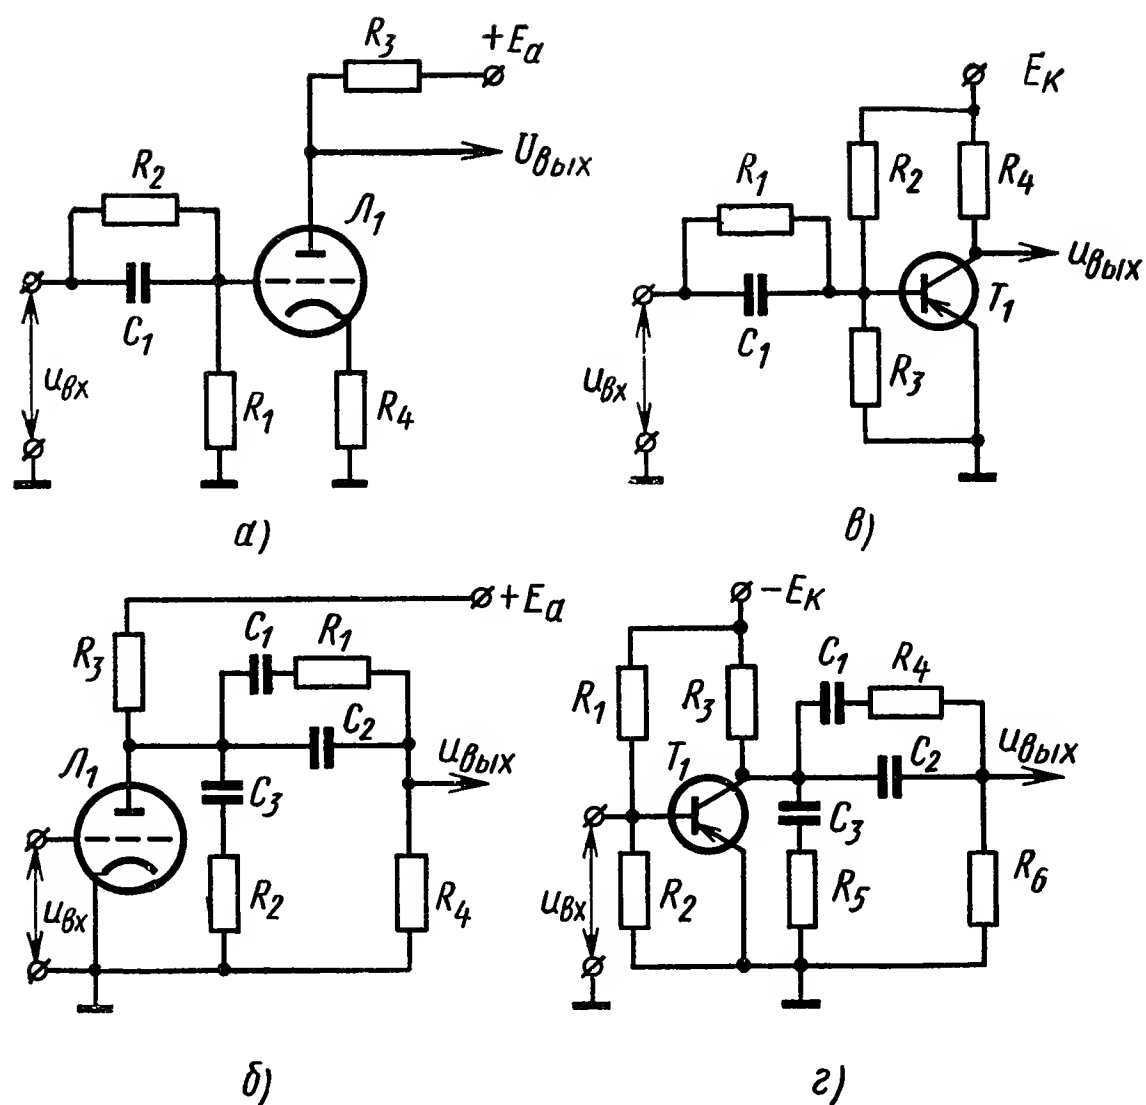 R3
+Ea
Uвых
R2
Л1
C1
uвх
R1
R4
а)
Eк
R2
R4
R1
uвых
T1
C1
uвх
R3
в)
+Ea
C1
R1
R3
C2
uвых
Л1
C3
uвх
R2
R4
б)
−Eк
C1
R4
R1
R3
uвых
C2
T1
C3
uвх
R2
R5
R6
г)